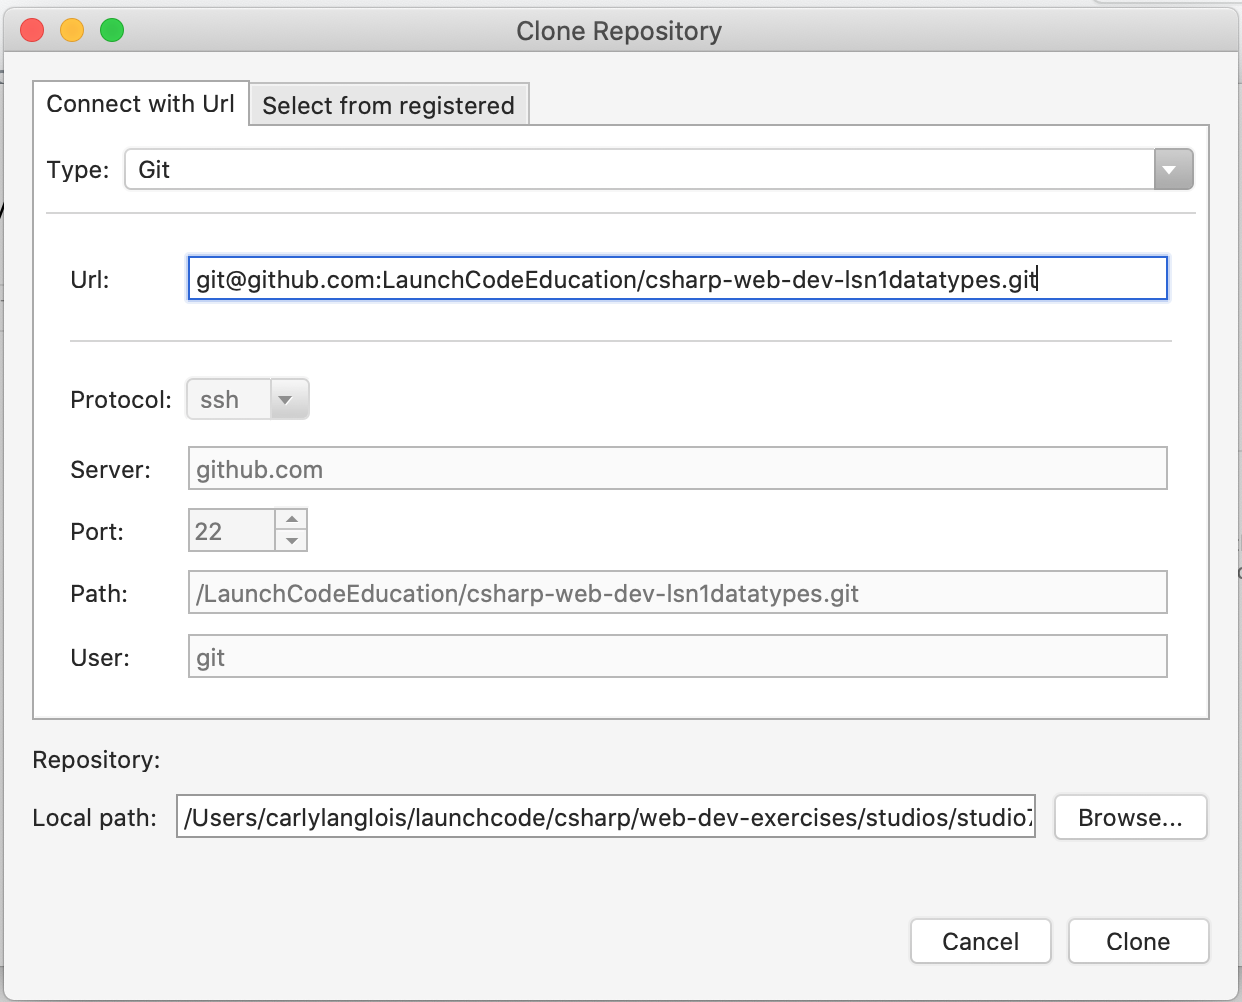 Clone Repository
Connect with Url Select from registered
Type: Git
Url: git@github.com:LaunchCodeEducation/csharp-web-dev-lsn1datatypes.git
Protocol: ssh
Server: github.com
Port: 22
Path: /LaunchCodeEducation/csharp-web-dev-lsn1datatypes.git
User: git
Repository:
Local path: /Users/carlylanglois/launchcode/csharp/web-dev-exercises/studios/studio7 Browse...
Cancel Clone